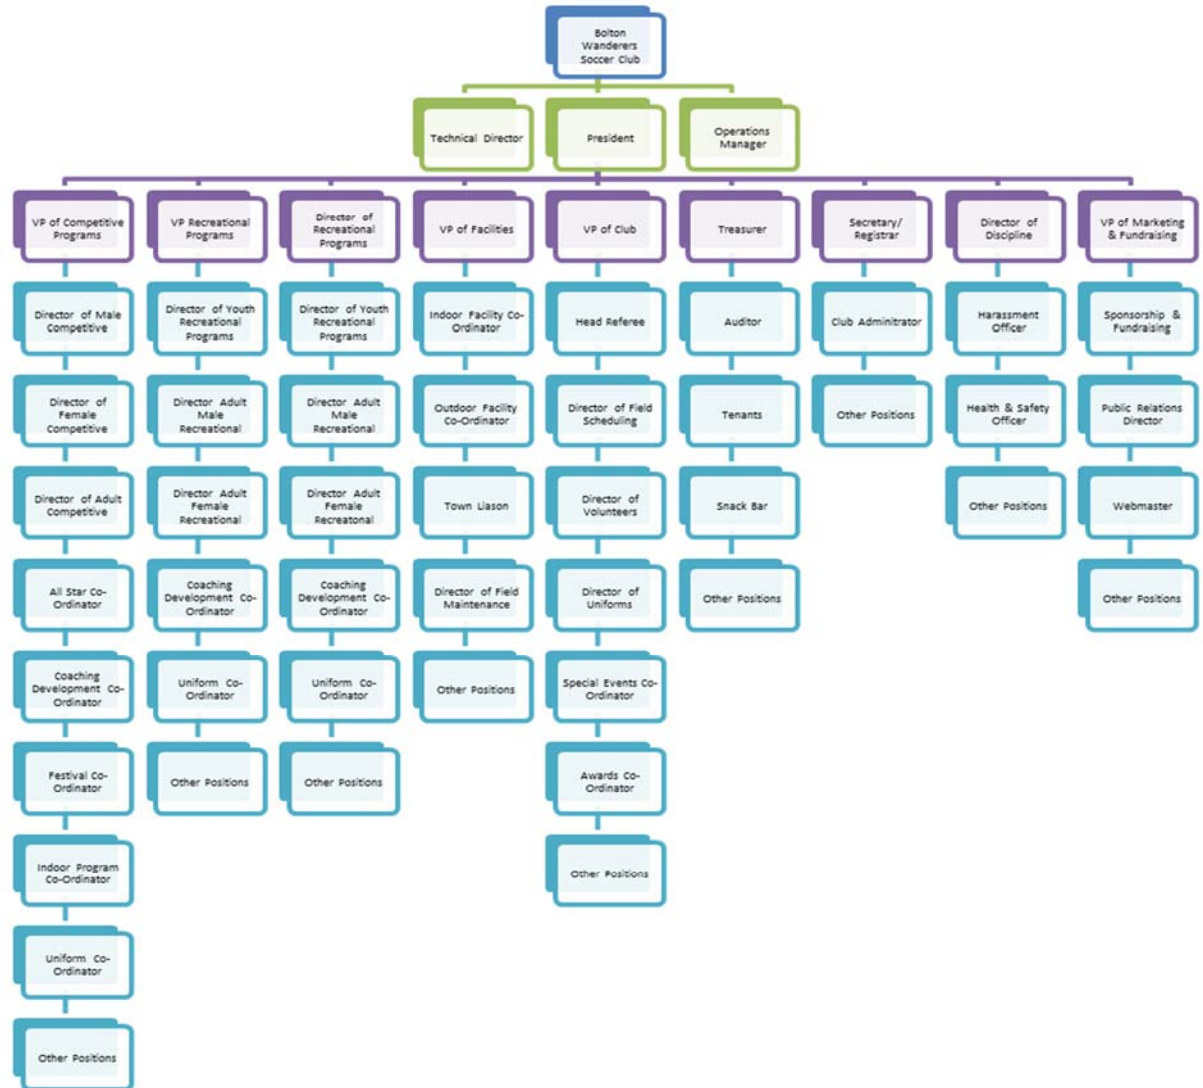 Bolton
Wanderers
Soccer Club
Technical Director
President
Operations
Manager
VP of Competitive
Programs
VP Recreational
Programs
Director of
Recreational
Programs
VP of Facilities
VP of Club
Treasurer
Secretary/
Registrar
Director of
Discipline
VP of Marketing
& Fundraising
Director of Male
Competitive
Director of Youth
Recreational
Programs
Director of Youth
Recreational
Programs
Indoor Facility Co-
Ordinator
Head Referee
Auditor
Club Adminitrator
Harassment
Officer
Sponsorship &
Fundraising
Director of
Female
Competitive
Director Adult
Male
Recreational
Director Adult
Male
Recreational
Outdoor Facility
Co-Ordinator
Director of Field
Scheduling
Tenants
Other Positions
Health & Safety
Officer
Public Relations
Director
Director of Adult
Competitive
Director Adult
Female
Recreational
Director Adult
Female
Recreatonal
Town Liason
Director of
Volunteers
Snack Bar
Other Positions
Webmaster
All Star Co-
Ordinator
Coaching
Development Co-
Ordinator
Coaching
Development Co-
Ordinator
Director of Field
Maintenance
Director of
Uniforms
Other Positions
Other Positions
Coaching
Development Co-
Ordinator
Uniform Co-
Ordinator
Uniform Co-
Ordinator
Other Positions
Special Events Co-
Ordinator
Festival Co-
Ordinator
Other Positions
Other Positions
Awards Co-
Ordinator
Indoor Program
Co-Ordinator
Other Positions
Uniform Co-
Ordinator
Other Positions